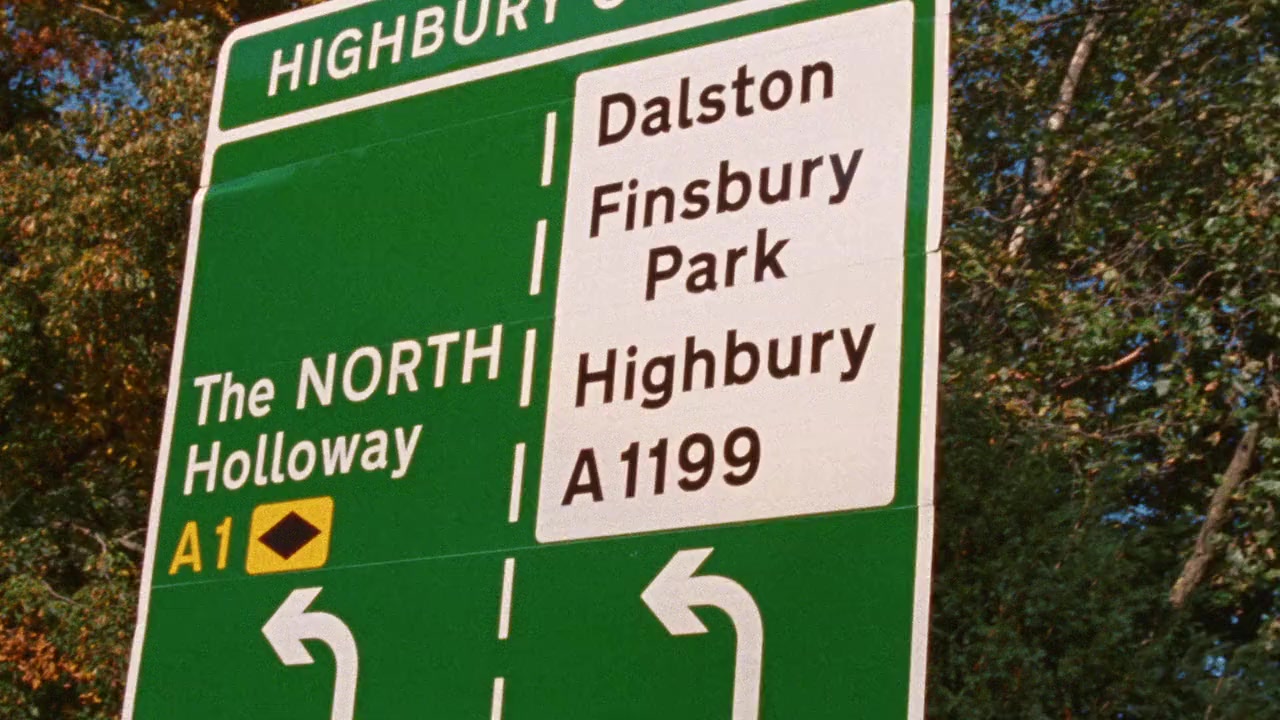 HIGHBURY
Dalston
Finsbury
Park
Highbury
A1199
The NORTH
Holloway
A1